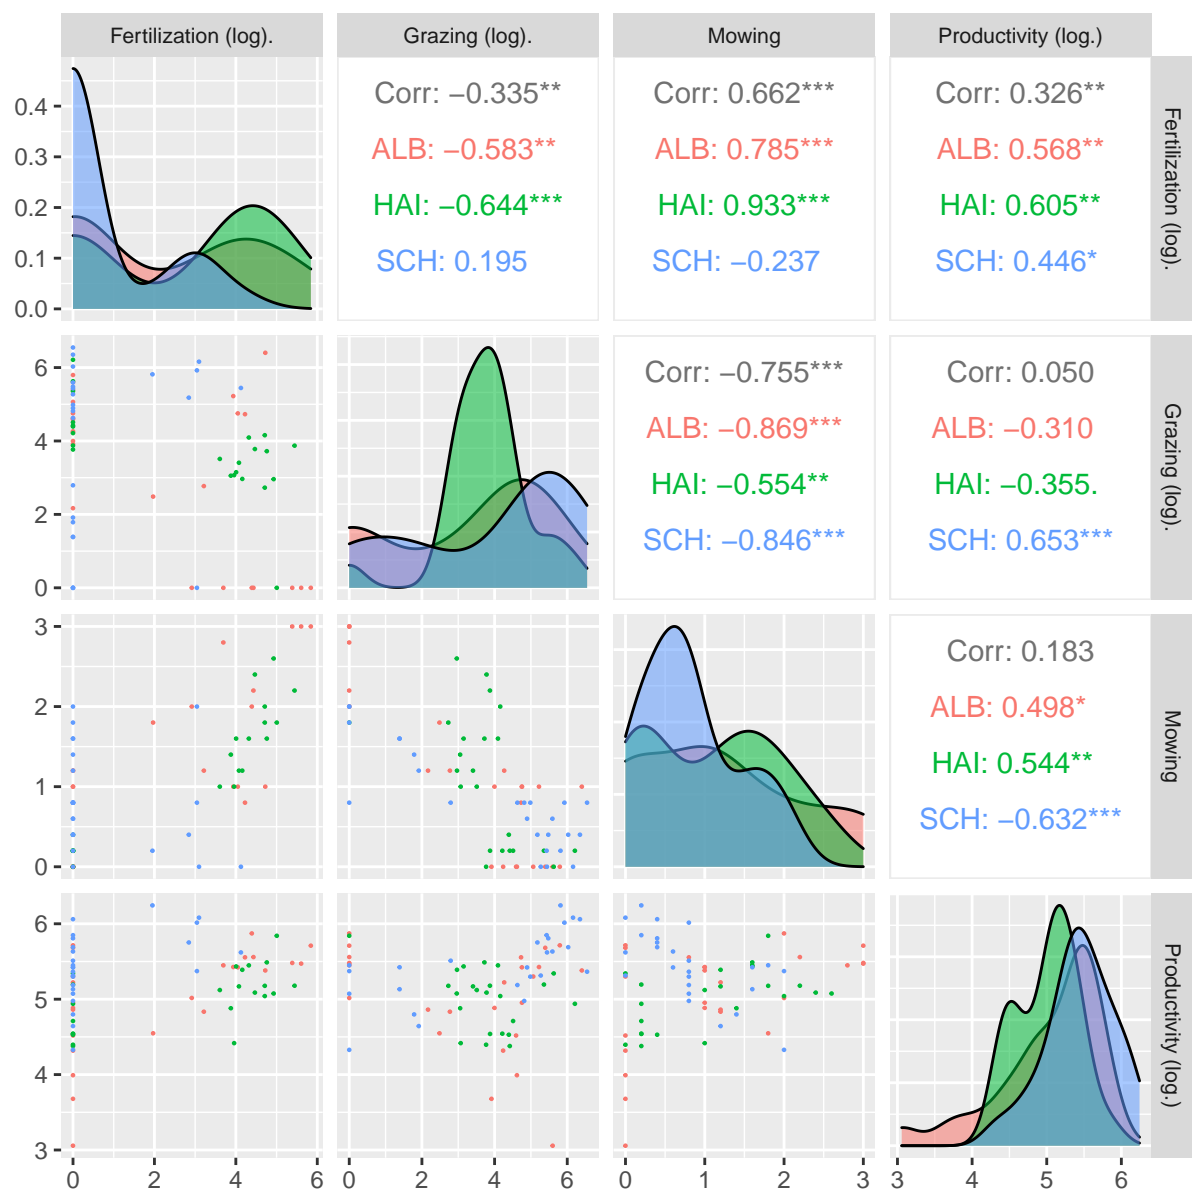 Fertilization (log).
Grazing (log).
Mowing
Productivity (log.)
Corr: −0.335**
ALB: −0.583**
HAI: −0.644***
SCH: 0.195
Corr: 0.662***
ALB: 0.785***
HAI: 0.933***
SCH: −0.237
Corr: 0.326**
ALB: 0.568**
HAI: 0.605**
SCH: 0.446*
Fertilization (log).
0.4
0.3
0.2
0.1
0.0
Corr: −0.755***
ALB: −0.869***
HAI: −0.554**
SCH: −0.846***
Corr: 0.050
ALB: −0.310
HAI: −0.355.
SCH: 0.653***
Grazing (log).
6
4
2
0
Corr: 0.183
ALB: 0.498*
HAI: 0.544**
SCH: −0.632***
Mowing
3
2
1
0
Productivity (log.)
6
5
4
3
0 2 4 6
0 2 4 6
0 1 2 3
3 4 5 6